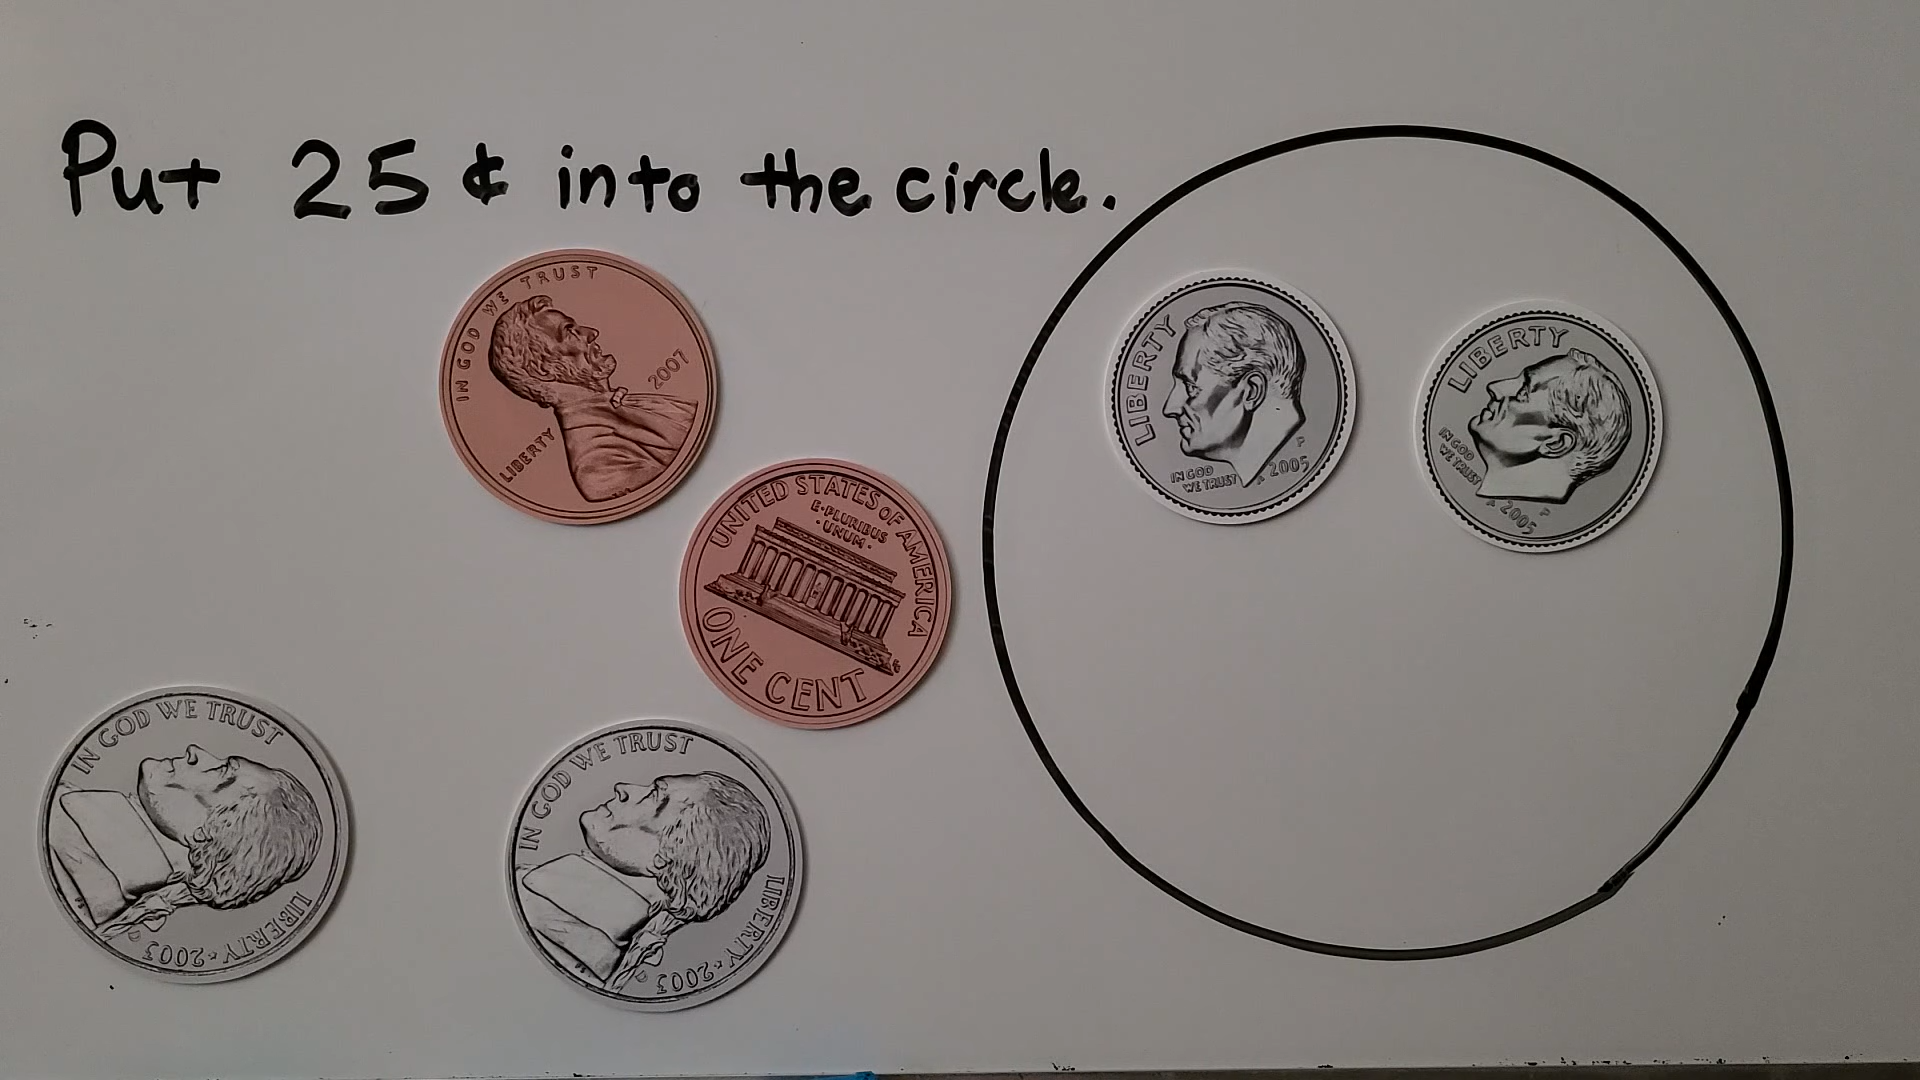 Put 25¢ into the circle.
IN GOD WE TRUST
LIBERTY
2007
UNITED STATES OF AMERICA
E·PLURIBUS
·UNUM·
ONE CENT
LIBERTY
IN GOD
WE TRUST
2005
P
LIBERTY
IN GOD
WE TRUST
2005
P
IN GOD WE TRUST
LIBERTY★2003
D
IN GOD WE TRUST
LIBERTY★2003
D